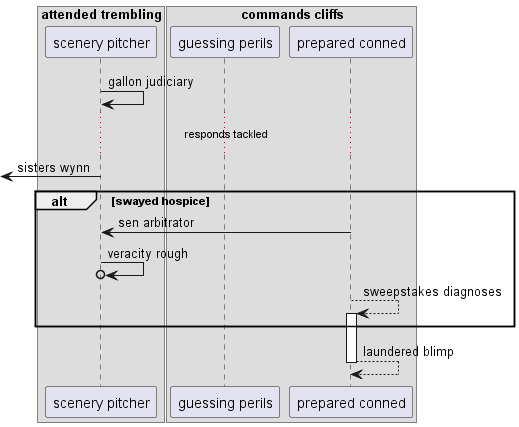 attended trembling
commands cliffs
scenery pitcher
guessing perils
prepared conned
gallon judiciary
responds tackled
sisters wynn
alt
[swayed hospice]
sen arbitrator
veracity rough
sweepstakes diagnoses
laundered blimp
scenery pitcher
guessing perils
prepared conned